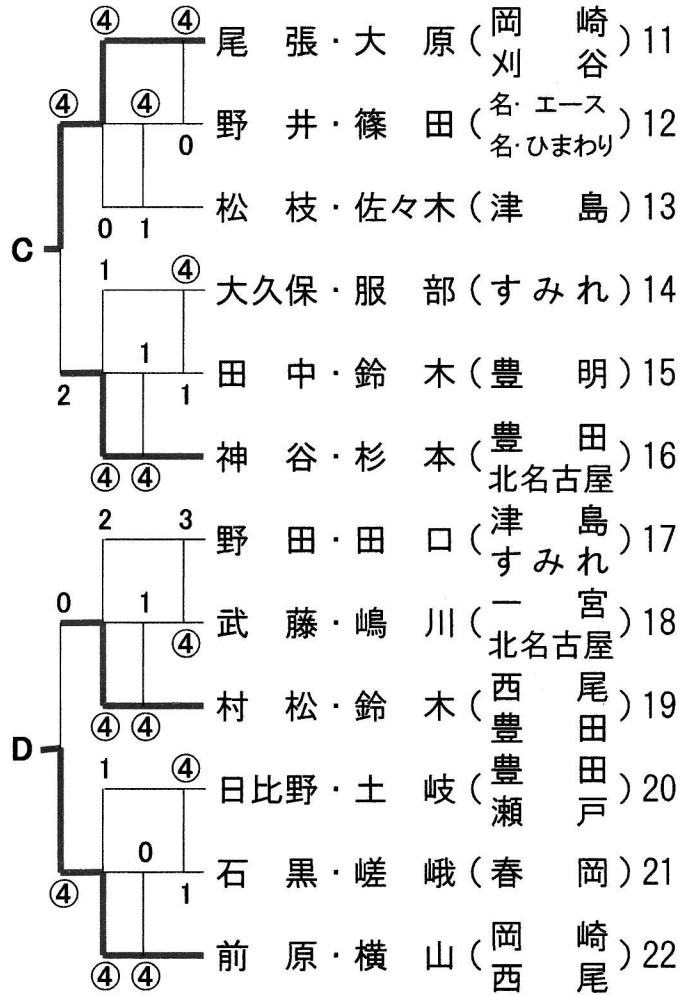 ④ ④ 尾張・大原(岡崎 刈谷)11
④ ④ 0 野井・篠田(名・エース 名・ひまわり)12
0 1 松枝・佐々木(津島)13
C
1 ④ 大久保・服部(すみれ)14
2 1 1 田中・鈴木(豊明)15
④ ④ 神谷・杉本(豊田 北名古屋)16
2 3 野田・田口(津島 すみれ)17
0 1 ④ 武藤・嶋川(一宮 北名古屋)18
④ ④ 村松・鈴木(西尾 豊田)19
D
1 ④ 日比野・土岐(豊田 瀬戸)20
④ 0 1 石黒・嵯峨(春岡)21
④ ④ 前原・横山(岡崎 西尾)22